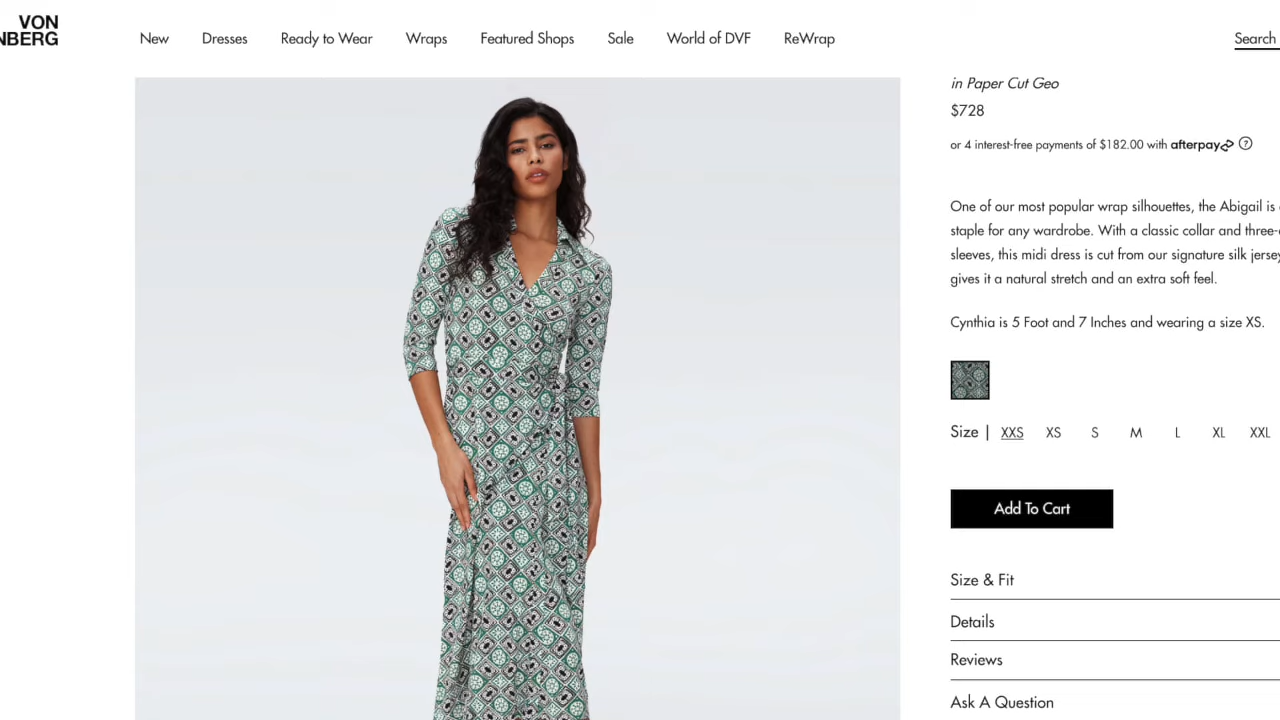 VON
NBERG
New Dresses Ready to Wear Wraps Featured Shops Sale World of DVF ReWrap Search
in Paper Cut Geo
$728
or 4 interest-free payments of $182.00 with afterpay ?
One of our most popular wrap silhouettes, the Abigail is
staple for any wardrobe. With a classic collar and three-
sleeves, this midi dress is cut from our signature silk jersey
gives it a natural stretch and an extra soft feel.
Cynthia is 5 Foot and 7 Inches and wearing a size XS.
Size | XXS XS S M L XL XXL
Add To Cart
Size & Fit
Details
Reviews
Ask A Question